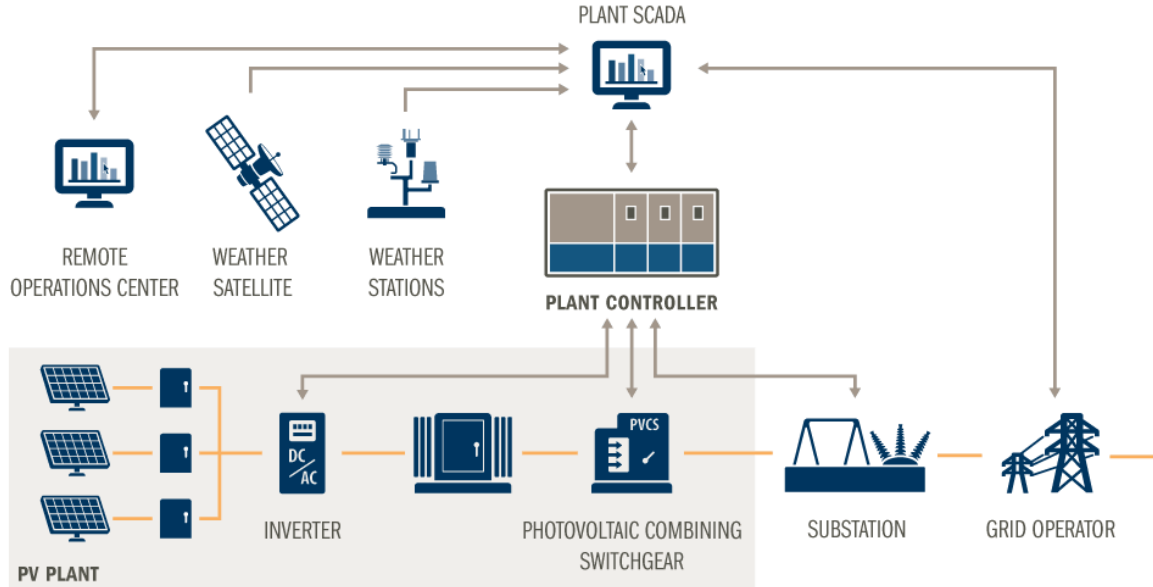 PLANT SCADA
REMOTE
OPERATIONS CENTER
WEATHER
SATELLITE
WEATHER
STATIONS
PLANT CONTROLLER
PVCS
DC
/AC
INVERTER
PHOTOVOLTAIC COMBINING
SWITCHGEAR
SUBSTATION
GRID OPERATOR
PV PLANT